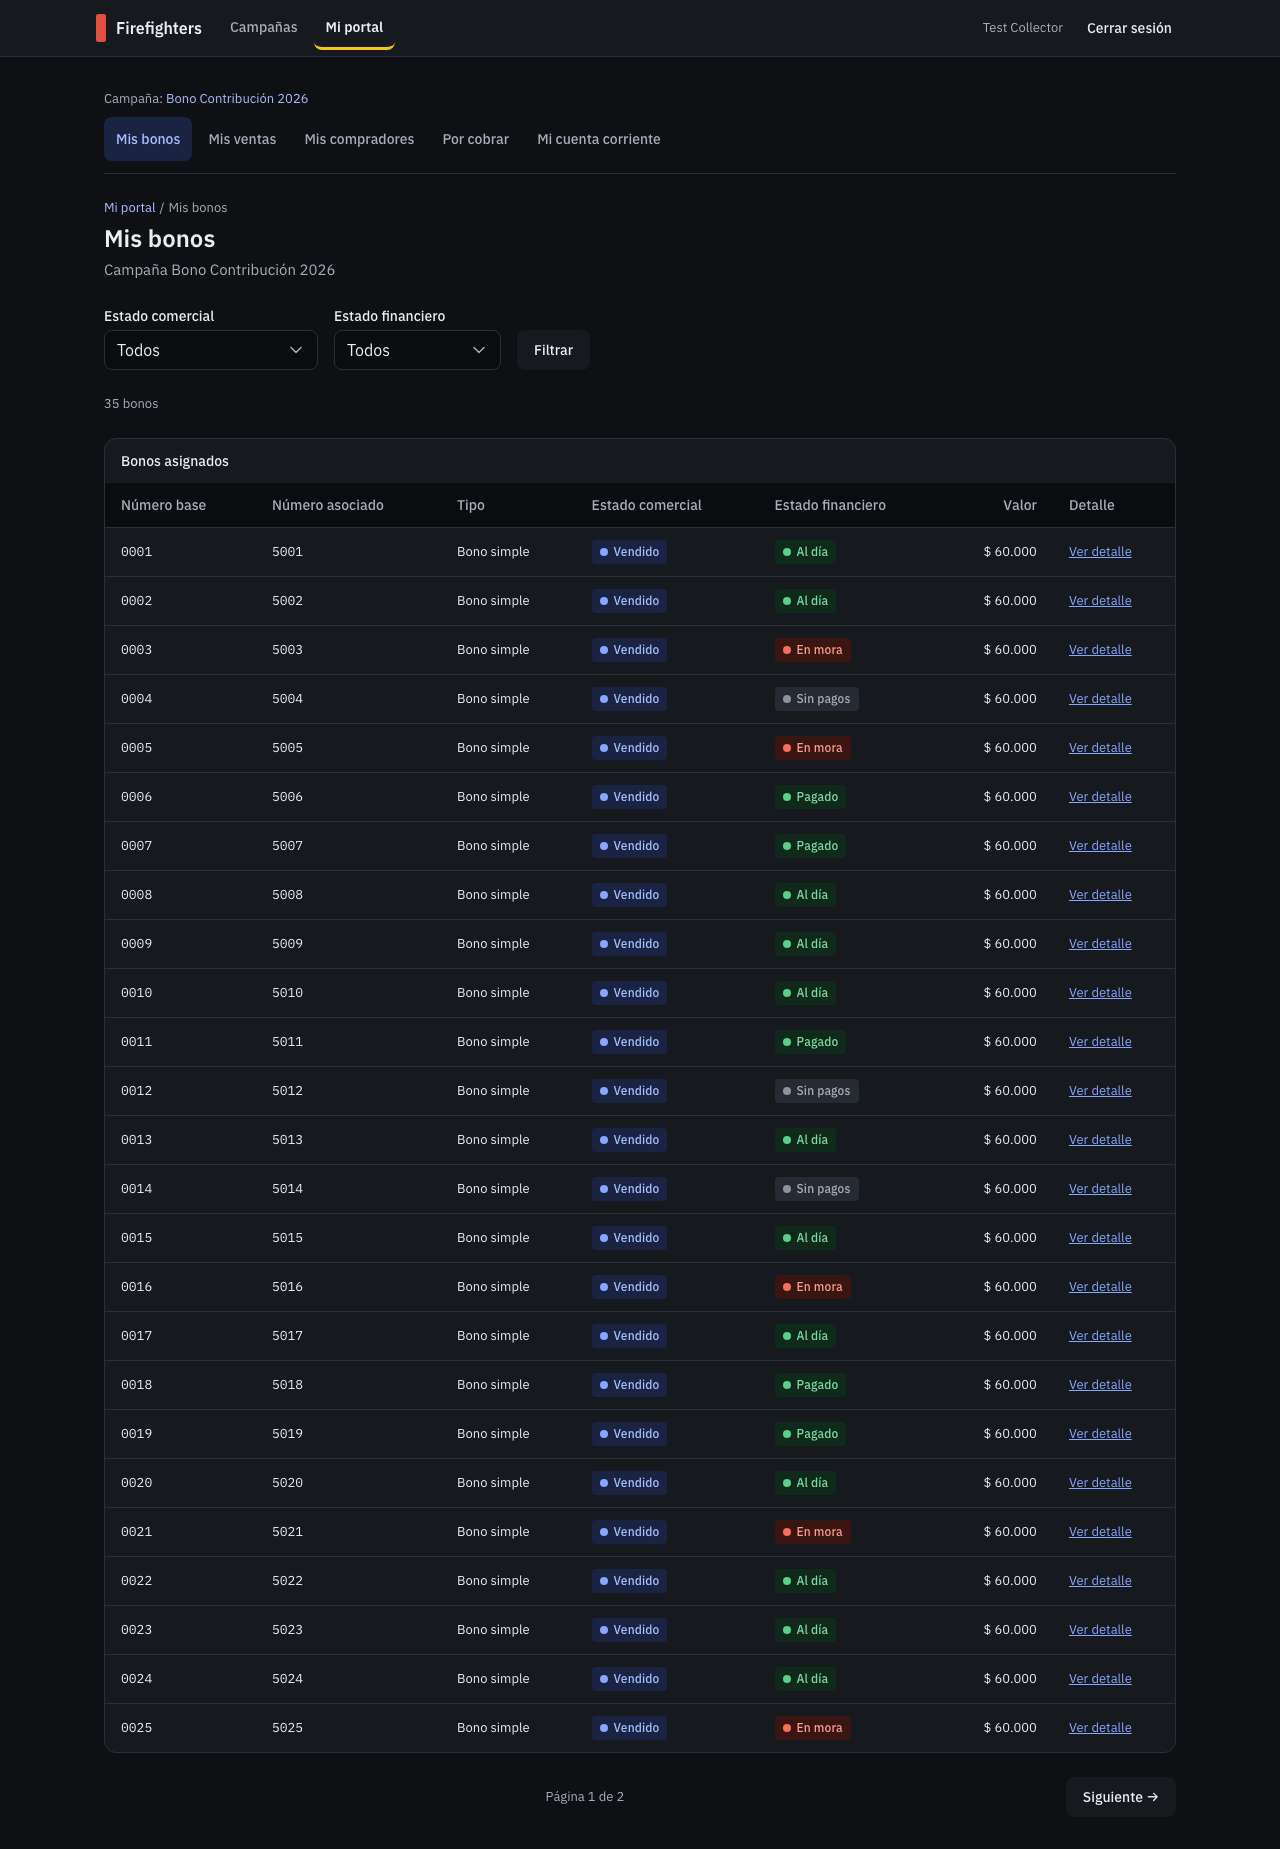 Firefighters Campañas Mi portal Test Collector Cerrar sesión
Campaña: Bono Contribución 2026
Mis bonos Mis ventas Mis compradores Por cobrar Mi cuenta corriente
Mi portal / Mis bonos
Mis bonos
Campaña Bono Contribución 2026
Estado comercial Estado financiero
Todos Todos Filtrar
35 bonos
Bonos asignados
Número base Número asociado Tipo Estado comercial Estado financiero Valor Detalle
0001 5001 Bono simple Vendido Al día $ 60.000 Ver detalle
0002 5002 Bono simple Vendido Al día $ 60.000 Ver detalle
0003 5003 Bono simple Vendido En mora $ 60.000 Ver detalle
0004 5004 Bono simple Vendido Sin pagos $ 60.000 Ver detalle
0005 5005 Bono simple Vendido En mora $ 60.000 Ver detalle
0006 5006 Bono simple Vendido Pagado $ 60.000 Ver detalle
0007 5007 Bono simple Vendido Pagado $ 60.000 Ver detalle
0008 5008 Bono simple Vendido Al día $ 60.000 Ver detalle
0009 5009 Bono simple Vendido Al día $ 60.000 Ver detalle
0010 5010 Bono simple Vendido Al día $ 60.000 Ver detalle
0011 5011 Bono simple Vendido Pagado $ 60.000 Ver detalle
0012 5012 Bono simple Vendido Sin pagos $ 60.000 Ver detalle
0013 5013 Bono simple Vendido Al día $ 60.000 Ver detalle
0014 5014 Bono simple Vendido Sin pagos $ 60.000 Ver detalle
0015 5015 Bono simple Vendido Al día $ 60.000 Ver detalle
0016 5016 Bono simple Vendido En mora $ 60.000 Ver detalle
0017 5017 Bono simple Vendido Al día $ 60.000 Ver detalle
0018 5018 Bono simple Vendido Pagado $ 60.000 Ver detalle
0019 5019 Bono simple Vendido Pagado $ 60.000 Ver detalle
0020 5020 Bono simple Vendido Al día $ 60.000 Ver detalle
0021 5021 Bono simple Vendido En mora $ 60.000 Ver detalle
0022 5022 Bono simple Vendido Al día $ 60.000 Ver detalle
0023 5023 Bono simple Vendido Al día $ 60.000 Ver detalle
0024 5024 Bono simple Vendido Al día $ 60.000 Ver detalle
0025 5025 Bono simple Vendido En mora $ 60.000 Ver detalle
Página 1 de 2 Siguiente →